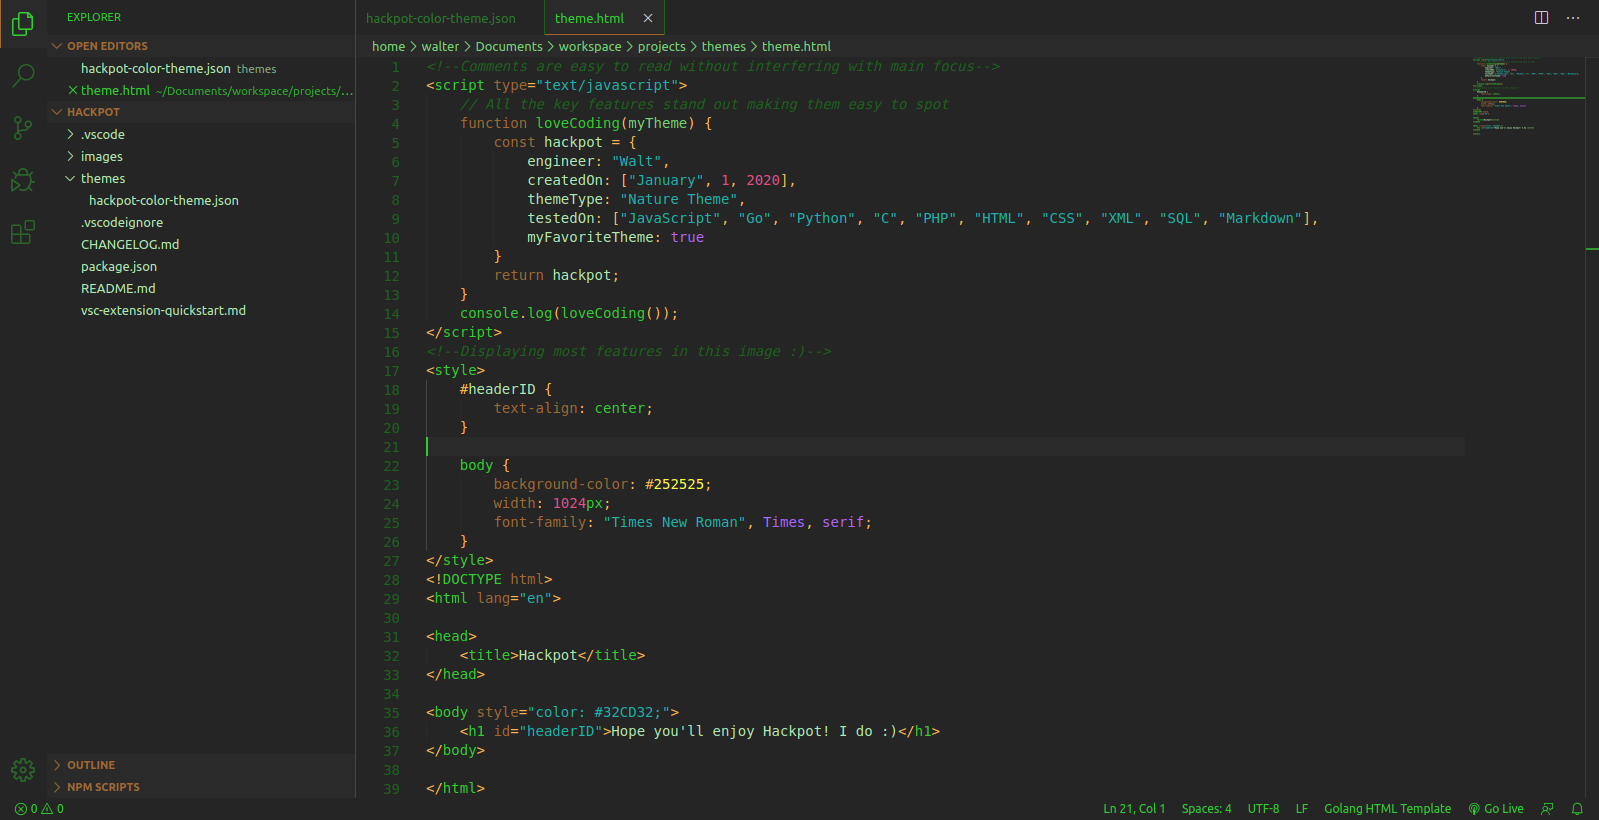 EXPLORER
OPEN EDITORS
hackpot-color-theme.json themes
theme.html ~/Documents/workspace/projects/...
HACKPOT
.vscode
images
themes
hackpot-color-theme.json
.vscodeignore
CHANGELOG.md
package.json
README.md
vsc-extension-quickstart.md
OUTLINE
NPM SCRIPTS
hackpot-color-theme.json
theme.html
home > walter > Documents > workspace > projects > themes > theme.html
1 <!--Comments are easy to read without interfering with main focus-->
2 <script type="text/javascript">
3 // All the key features stand out making them easy to spot
4 function loveCoding(myTheme) {
5 const hackpot = {
6 engineer: "Walt",
7 createdOn: ["January", 1, 2020],
8 themeType: "Nature Theme",
9 testedOn: ["JavaScript", "Go", "Python", "C", "PHP", "HTML", "CSS", "XML", "SQL", "Markdown"],
10 myFavoriteTheme: true
11 }
12 return hackpot;
13 }
14 console.log(loveCoding());
15 </script>
16 <!--Displaying most features in this image :)-->
17 <style>
18 #headerID {
19 text-align: center;
20 }
21
22 body {
23 background-color: #252525;
24 width: 1024px;
25 font-family: "Times New Roman", Times, serif;
26 }
27 </style>
28 <!DOCTYPE html>
29 <html lang="en">
30
31 <head>
32 <title>Hackpot</title>
33 </head>
34
35 <body style="color: #32CD32;">
36 <h1 id="headerID">Hope you'll enjoy Hackpot! I do :)</h1>
37 </body>
38
39 </html>
0 0
Ln 21, Col 1 Spaces: 4 UTF-8 LF Golang HTML Template Go Live